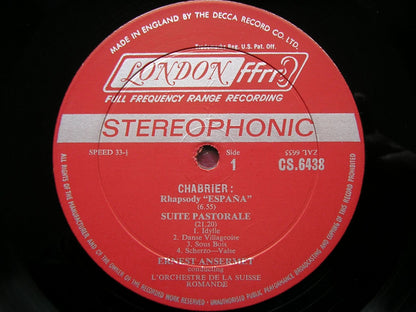 MADE IN ENGLAND BY THE DECCA RECORD CO. LTD.
Trademarks Reg. U.S. Pat. Off.
LONDON ffrr
FULL FREQUENCY RANGE RECORDING
STEREOPHONIC
SPEED 33⅓
Side
1
ZAL 6655
CS.6438
CHABRIER:
Rhapsody "ESPAÑA"
(6.55)
SUITE PASTORALE
(21.20)
1. Idylle
2. Danse Villageoise
3. Sous Bois
4. Scherzo—Valse
ERNEST ANSERMET
conducting
L'ORCHESTRE DE LA SUISSE
ROMANDE
ALL RIGHTS OF THE MANUFACTURER AND OF THE OWNER OF THE RECORDED WORK RESERVED - UNAUTHORISED PUBLIC PERFORMANCE, BROADCASTING AND COPYING OF THIS RECORD PROHIBITED